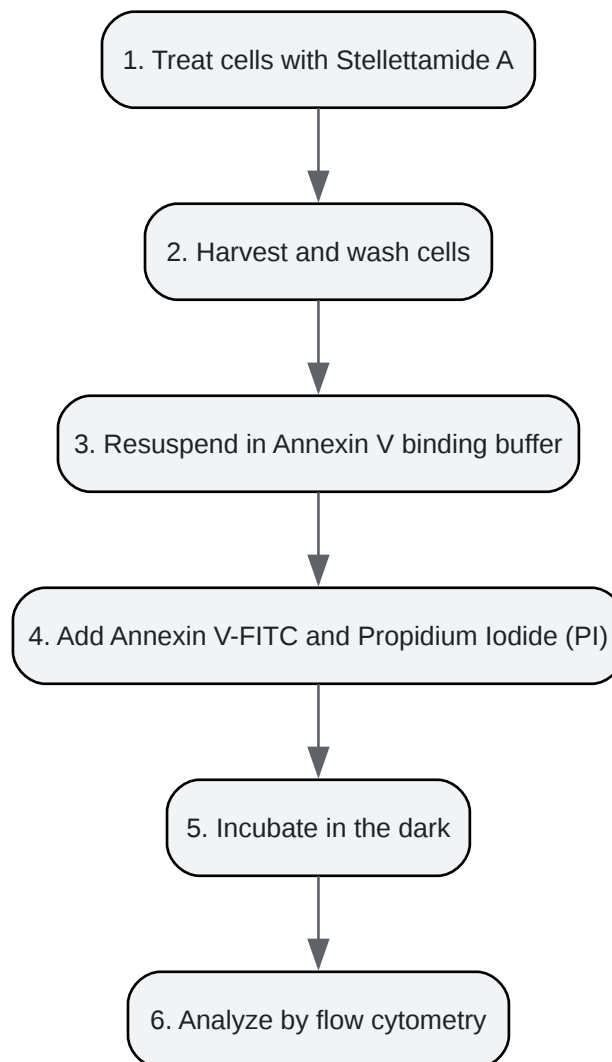 1. Treat cells with Stellettamide A
2. Harvest and wash cells
3. Resuspend in Annexin V binding buffer
4. Add Annexin V-FITC and Propidium Iodide (PI)
5. Incubate in the dark
6. Analyze by flow cytometry